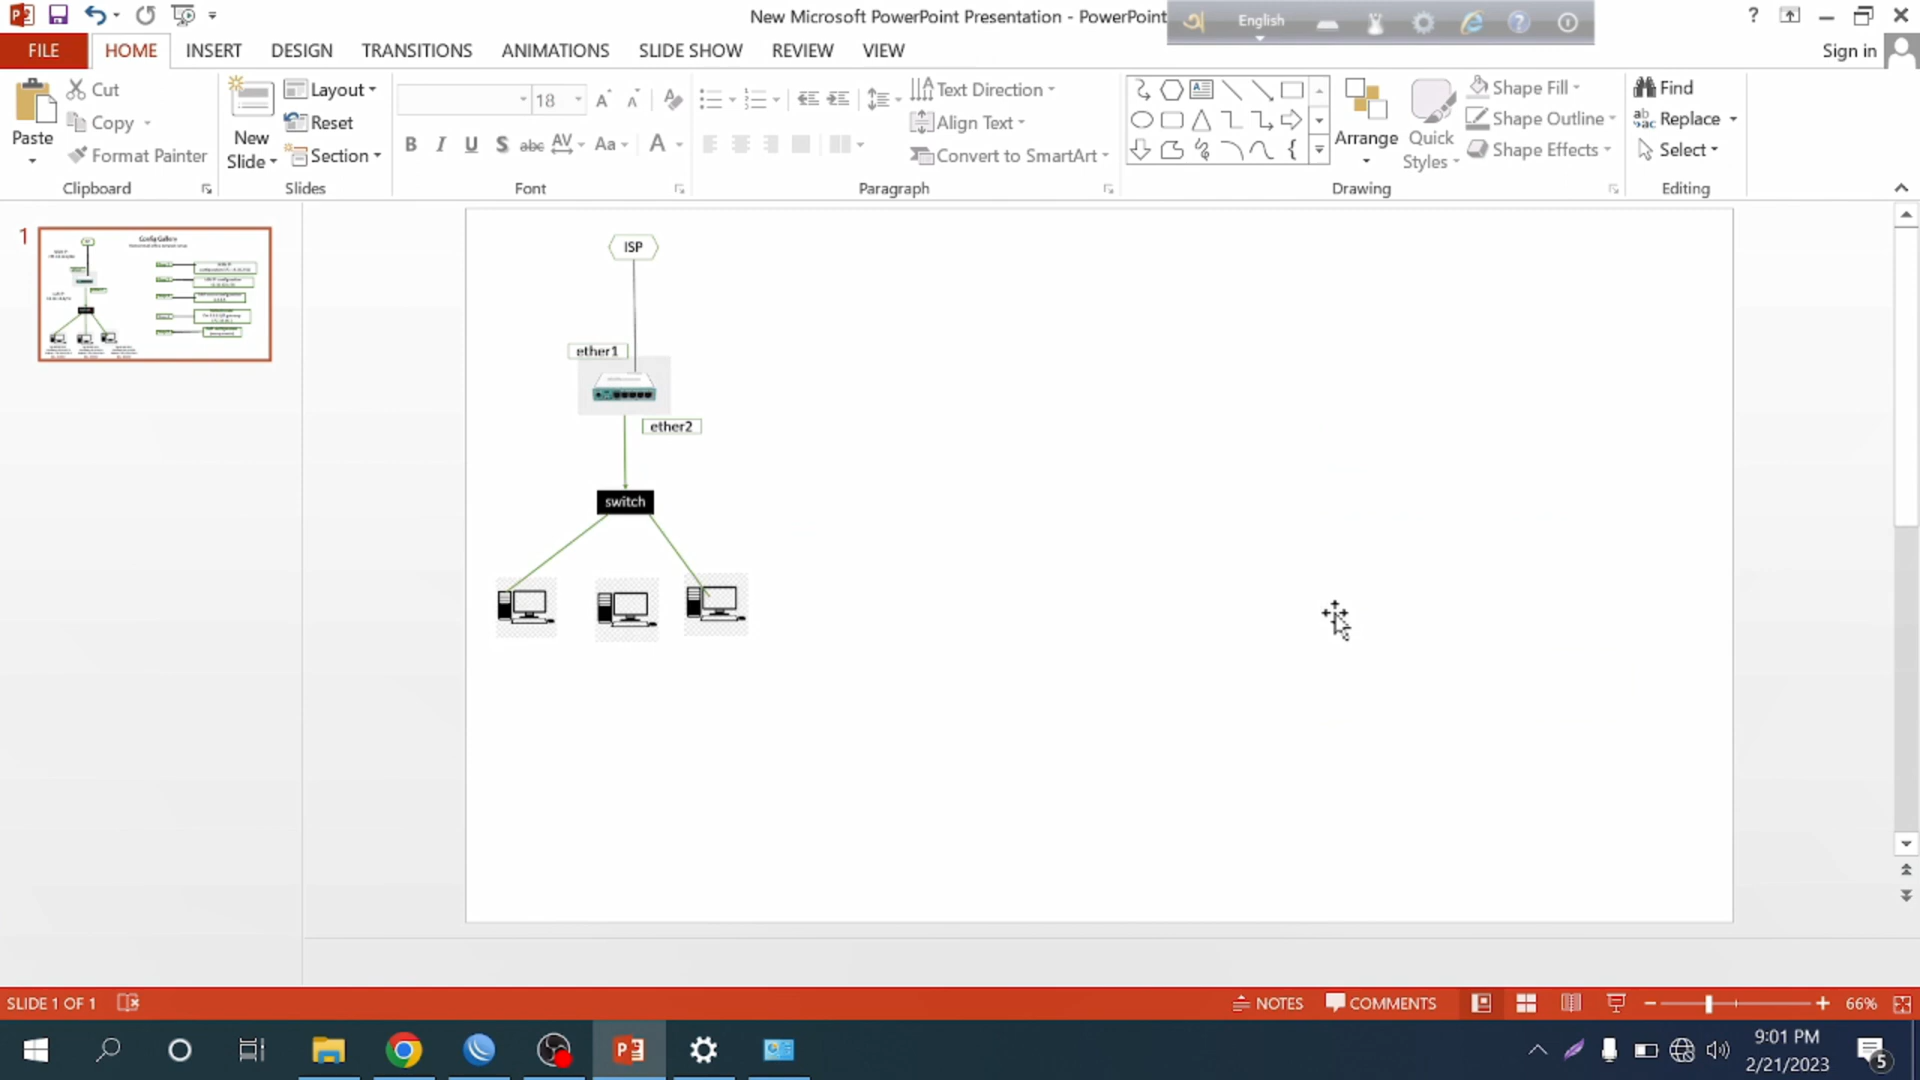 New Microsoft PowerPoint Presentation - PowerPoint
English
FILE
HOME
INSERT
DESIGN
TRANSITIONS
ANIMATIONS
SLIDE SHOW
REVIEW
VIEW
Sign in
Paste
Cut
Copy
Format Painter
Clipboard
New
Slide
Layout
Reset
Section
Slides
18
Font
Text Direction
Align Text
Convert to SmartArt
Paragraph
Arrange
Quick
Styles
Shape Fill
Shape Outline
Shape Effects
Drawing
Find
Replace
Select
Editing
1
Config Gallery
ISP
ether1
ether2
switch
SLIDE 1 OF 1
NOTES
COMMENTS
66%
9:01 PM
2/21/2023
5